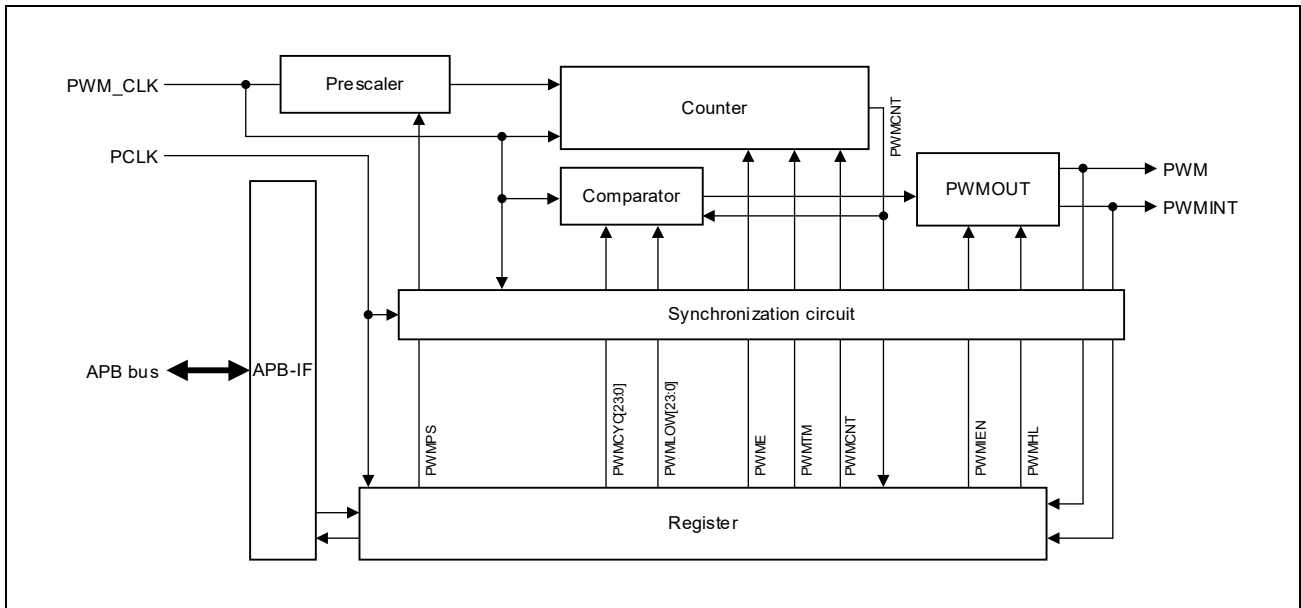 PWM_CLK
Prescaler
Counter
PWMCNT
PCLK
Comparator
PWMOUT
PWM
PWMINT
Synchronization circuit
APB bus
APB-IF
PWMPS
PWMCYC[23:0]
PWMLOW[23:0]
PWME
PWMTM
PWMCNT
PWMIEN
PWMHL
Register